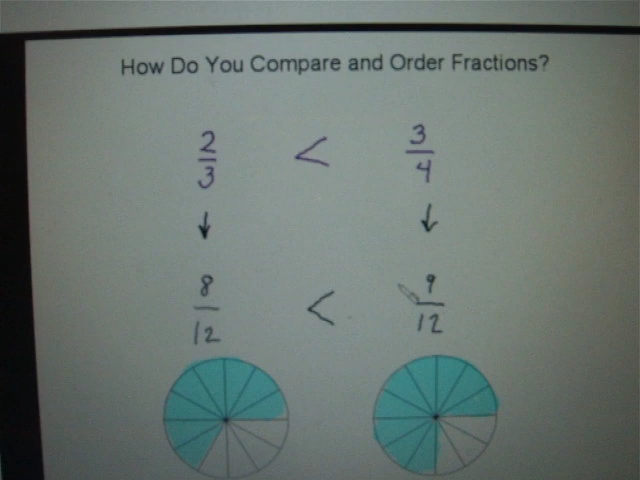 How Do You Compare and Order Fractions?
2/3 < 3/4
↓ ↓
8/12 < 9/12